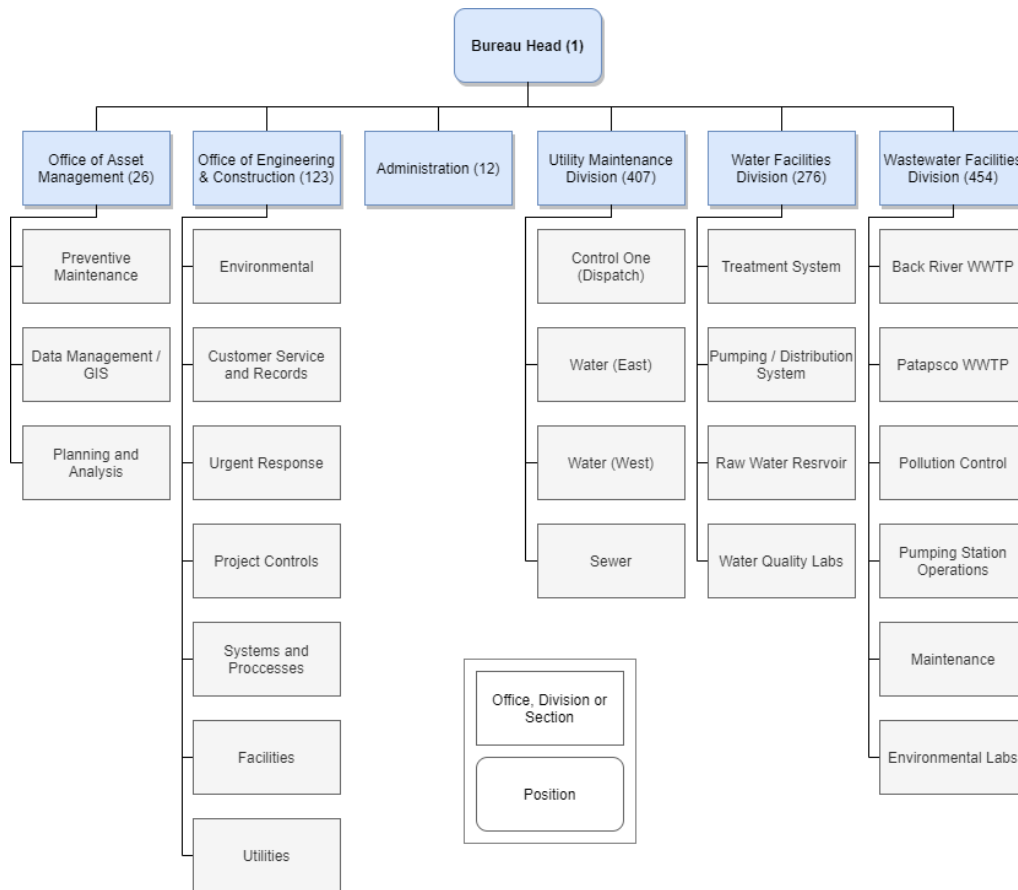 Bureau Head (1)
Office of Asset
Management (26)
Office of Engineering
& Construction (123)
Administration (12)
Utility Maintenance
Division (407)
Water Facilities
Division (276)
Wastewater Facilities
Division (454)
Preventive
Maintenance
Data Management /
GIS
Planning and
Analysis
Environmental
Customer Service
and Records
Urgent Response
Project Controls
Systems and
Proccesses
Facilities
Utilities
Control One
(Dispatch)
Water (East)
Water (West)
Sewer
Treatment System
Pumping / Distribution
System
Raw Water Resrvoir
Water Quality Labs
Back River WWTP
Patapsco WWTP
Pollution Control
Pumping Station
Operations
Maintenance
Environmental Labs
Office, Division or
Section
Position